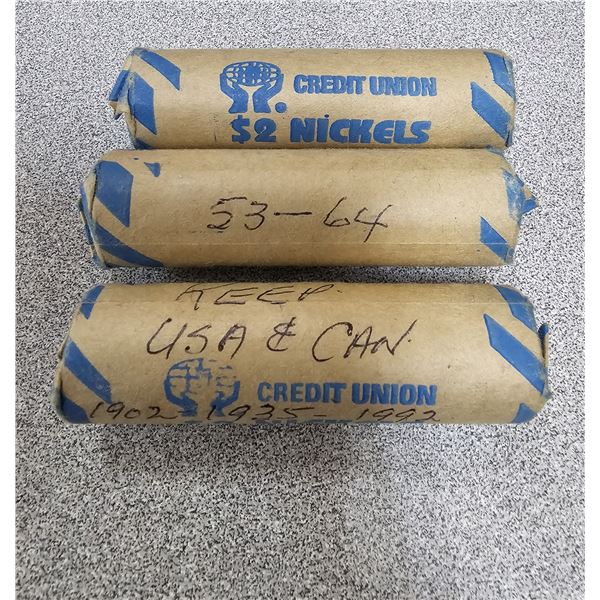 CREDIT UNION
$2 NICKELS
53-64
KEEP.
USA & CAN.
CREDIT UNION
1902-1935-1992